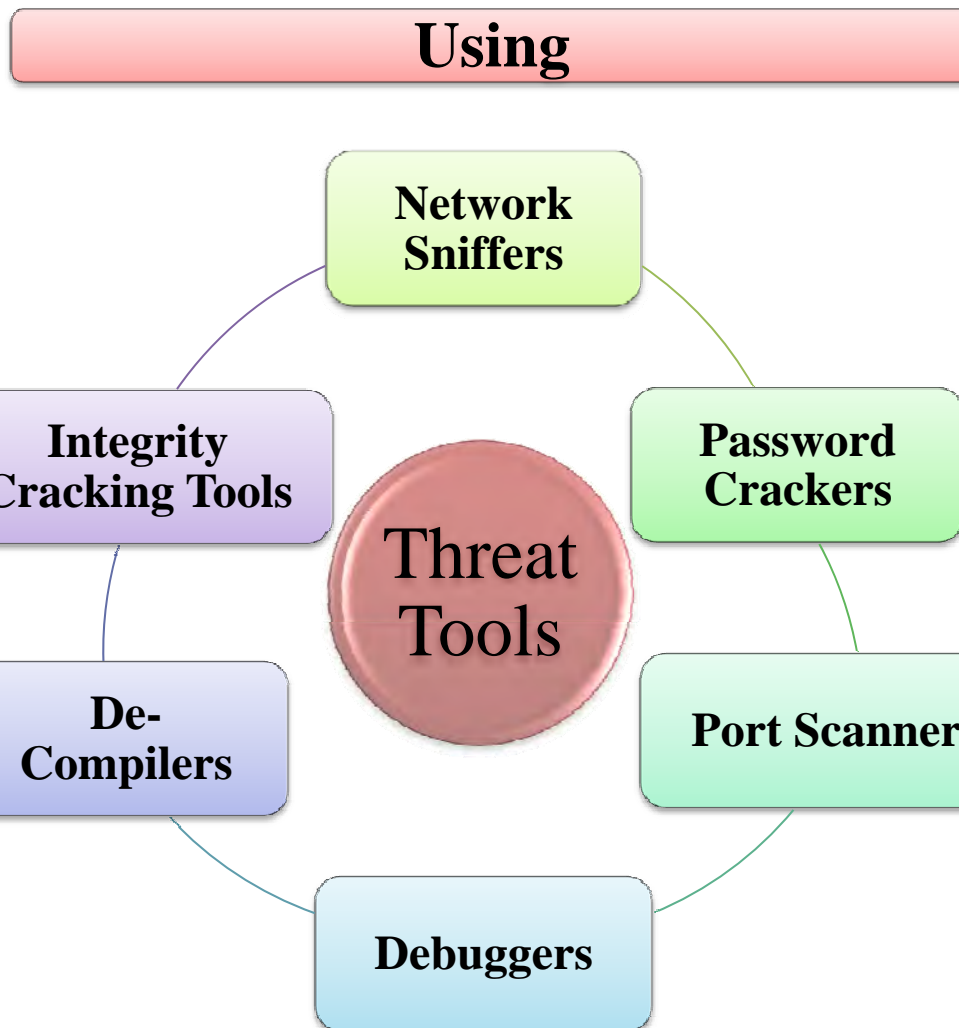 Using
Network
Sniffers
Password
Crackers
Port Scanner
Debuggers
De-
Compilers
Integrity
Cracking Tools
Threat
Tools